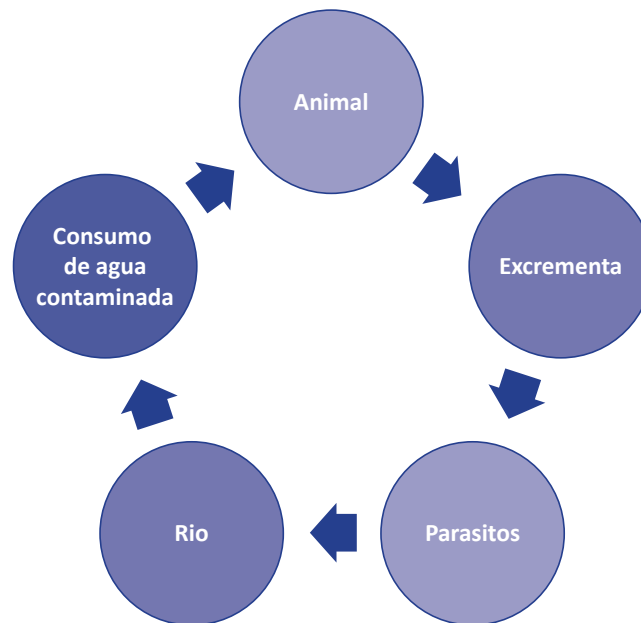 Animal
Excrementa
Parasitos
Rio
Consumo
de agua
contaminada